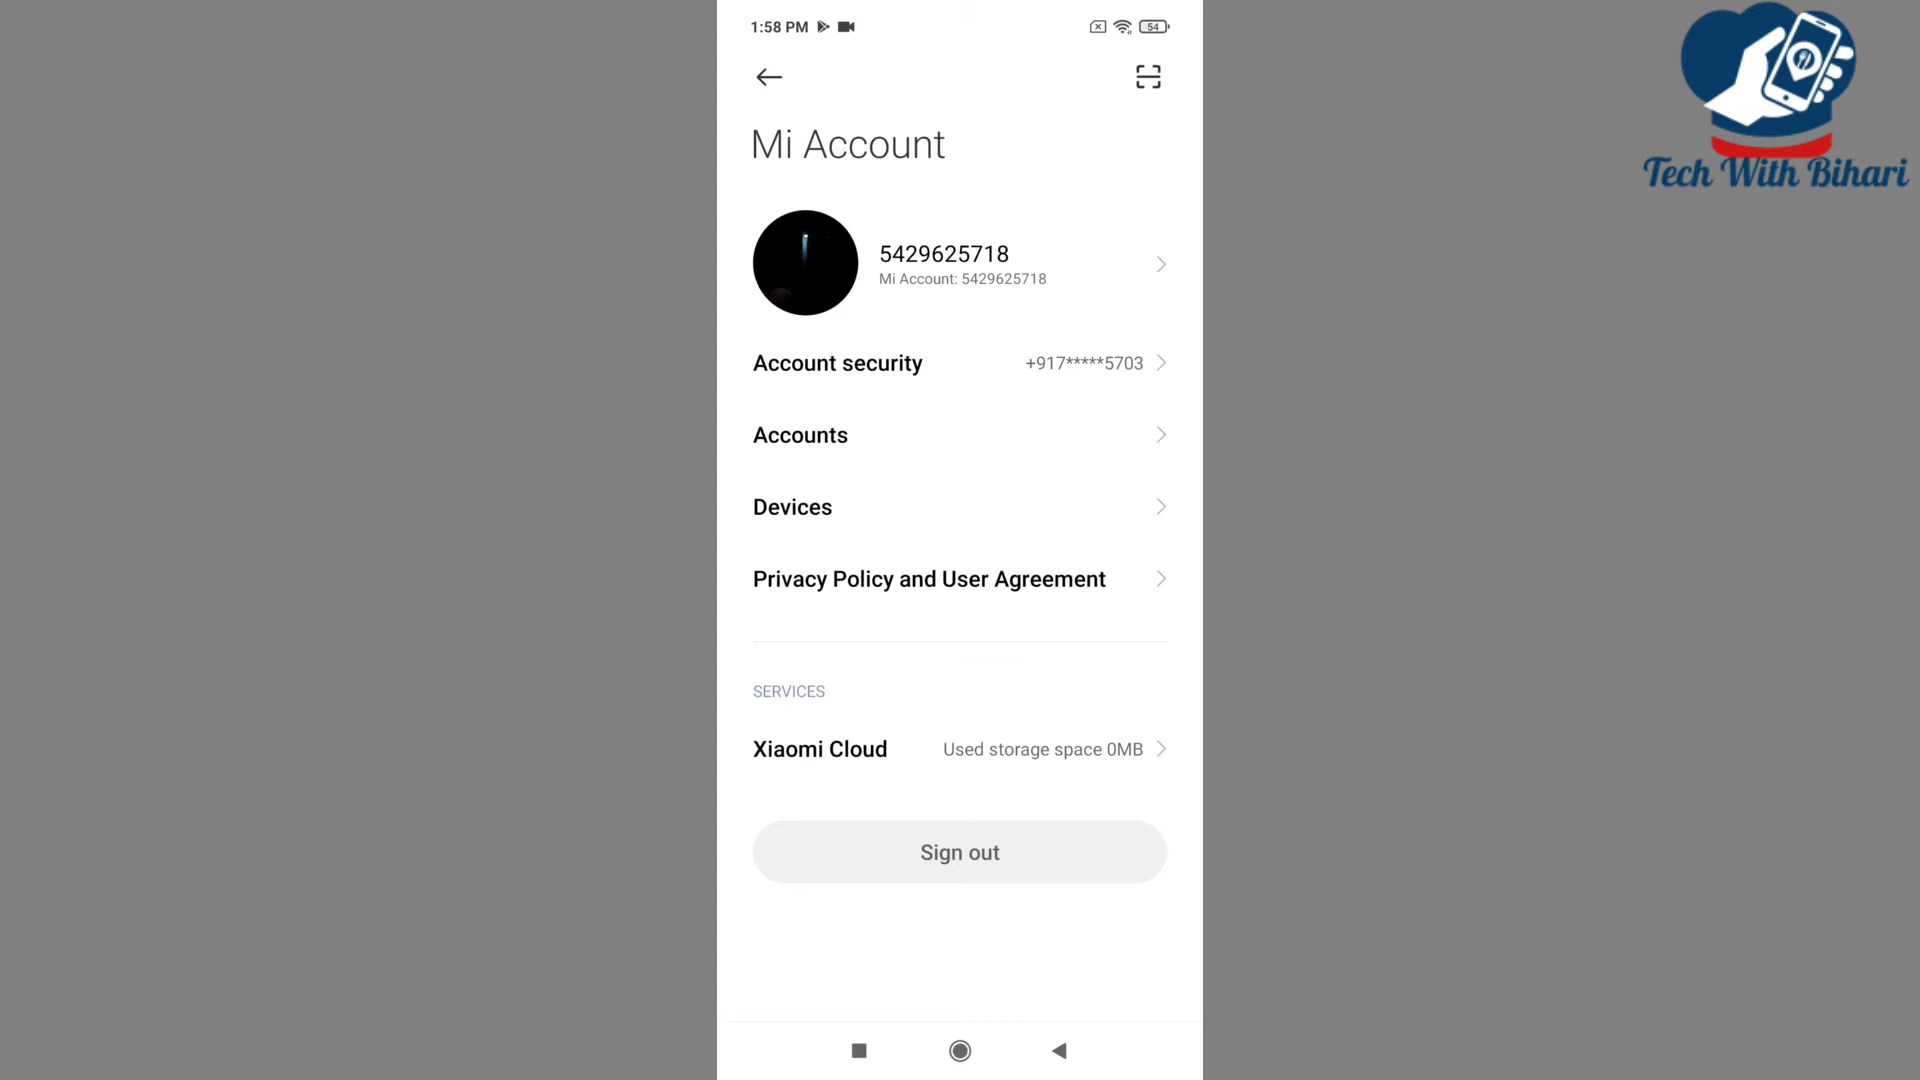 1:58 PM
54
Mi Account
5429625718
Mi Account: 5429625718
Account security +917*****5703
Accounts
Devices
Privacy Policy and User Agreement
SERVICES
Xiaomi Cloud Used storage space 0MB
Sign out
Tech With Bihari